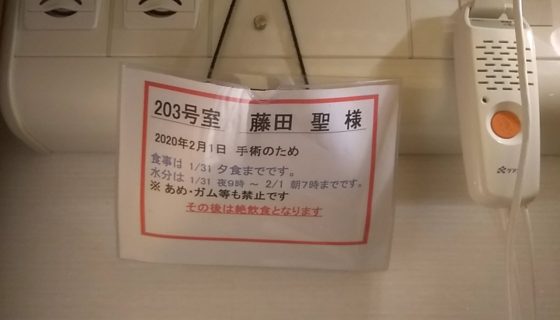 203号室　藤田　聖　様
2020年2月1日　手術のため
食事は 1/31 夕食までです。
水分は 1/31 夜9時 ～ 2/1 朝7時までです。
※ あめ・ガム等も禁止です
その後は絶飲食となります